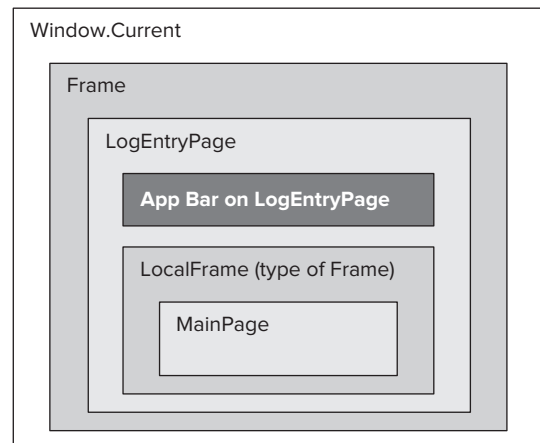 Window.Current
Frame
LogEntryPage
App Bar on LogEntryPage
LocalFrame (type of Frame)
MainPage